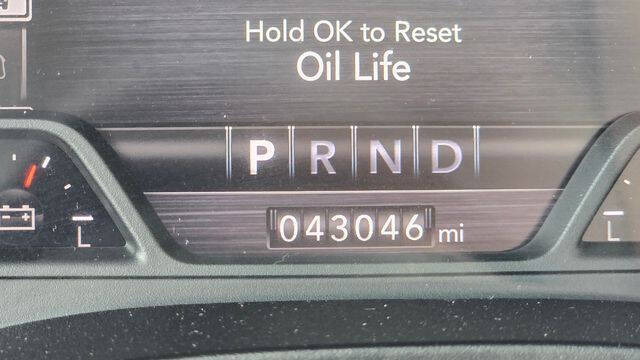 Hold OK to Reset
Oil Life
P R N D
043046 mi
L L